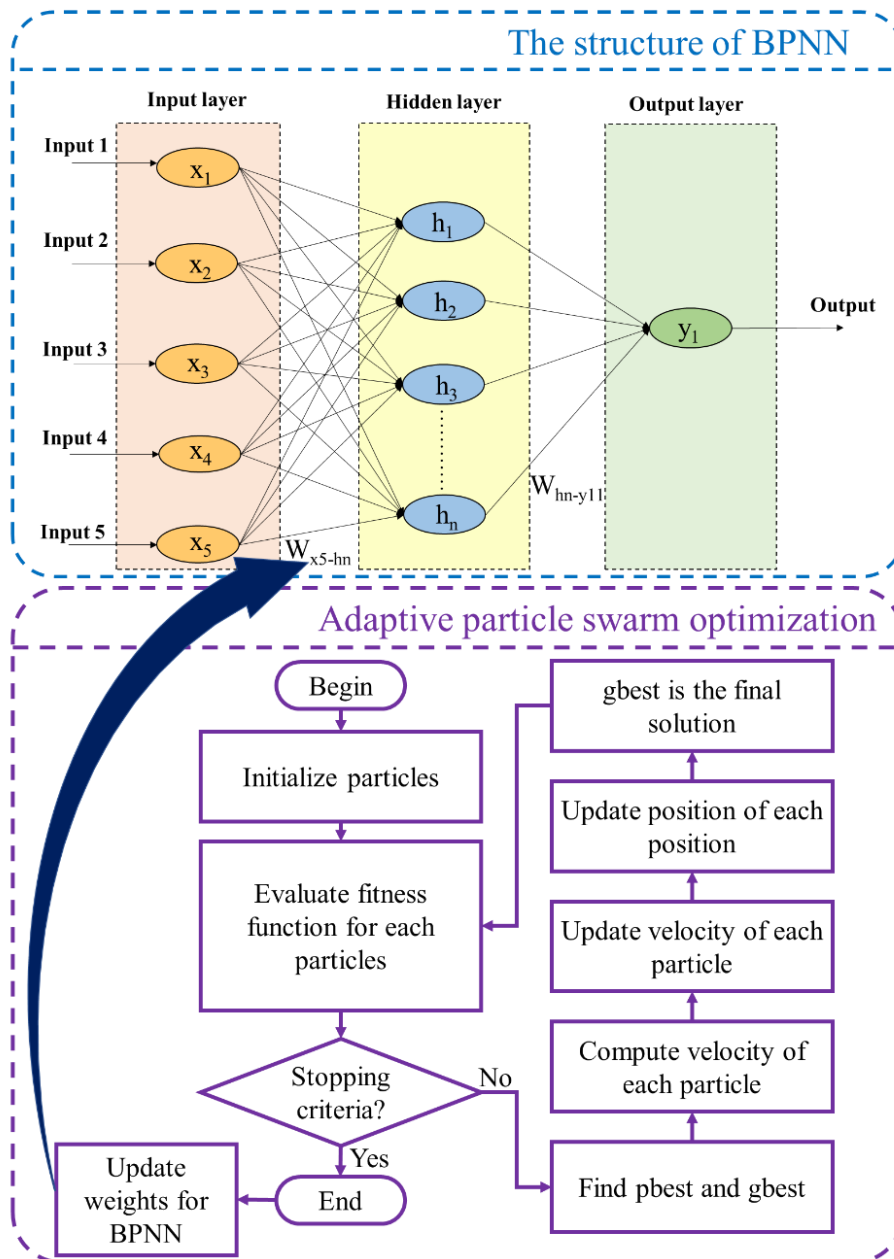 The structure of BPNN
Input layer
Hidden layer
Output layer
Input 1
Input 2
Input 3
Input 4
Input 5
x1
x2
x3
x4
x5
h1
h2
h3
hn
y1
Output
Wx5-hn
Whn-y11
Adaptive particle swarm optimization
Begin
Initialize particles
Evaluate fitness
function for each
particles
Stopping
criteria?
No
Yes
End
Update
weights for
BPNN
Find pbest and gbest
Compute velocity of
each particle
Update velocity of each
particle
Update position of each
position
gbest is the final
solution